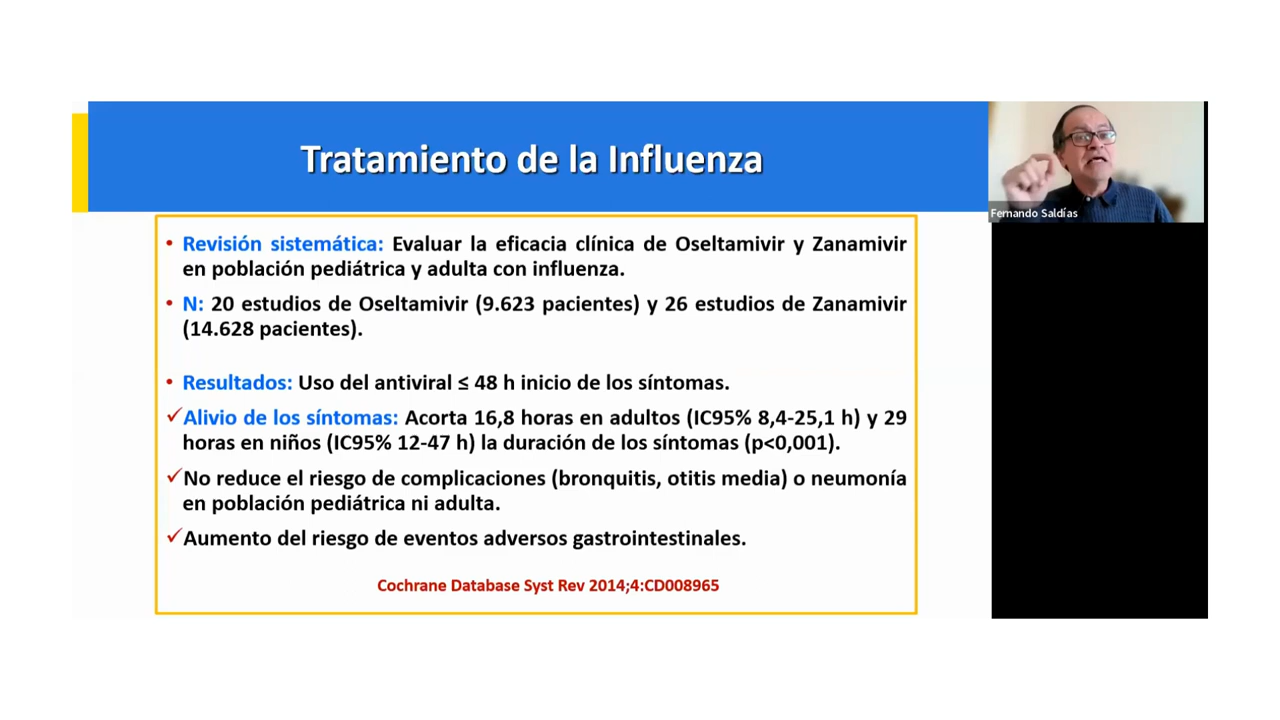 Tratamiento de la Influenza
Fernando Saldías
• Revisión sistemática: Evaluar la eficacia clínica de Oseltamivir y Zanamivir
en población pediátrica y adulta con influenza.
• N: 20 estudios de Oseltamivir (9.623 pacientes) y 26 estudios de Zanamivir
(14.628 pacientes).
• Resultados: Uso del antiviral ≤ 48 h inicio de los síntomas.
✓Alivio de los síntomas: Acorta 16,8 horas en adultos (IC95% 8,4-25,1 h) y 29
horas en niños (IC95% 12-47 h) la duración de los síntomas (p<0,001).
✓No reduce el riesgo de complicaciones (bronquitis, otitis media) o neumonía
en población pediátrica ni adulta.
✓Aumento del riesgo de eventos adversos gastrointestinales.
Cochrane Database Syst Rev 2014;4:CD008965